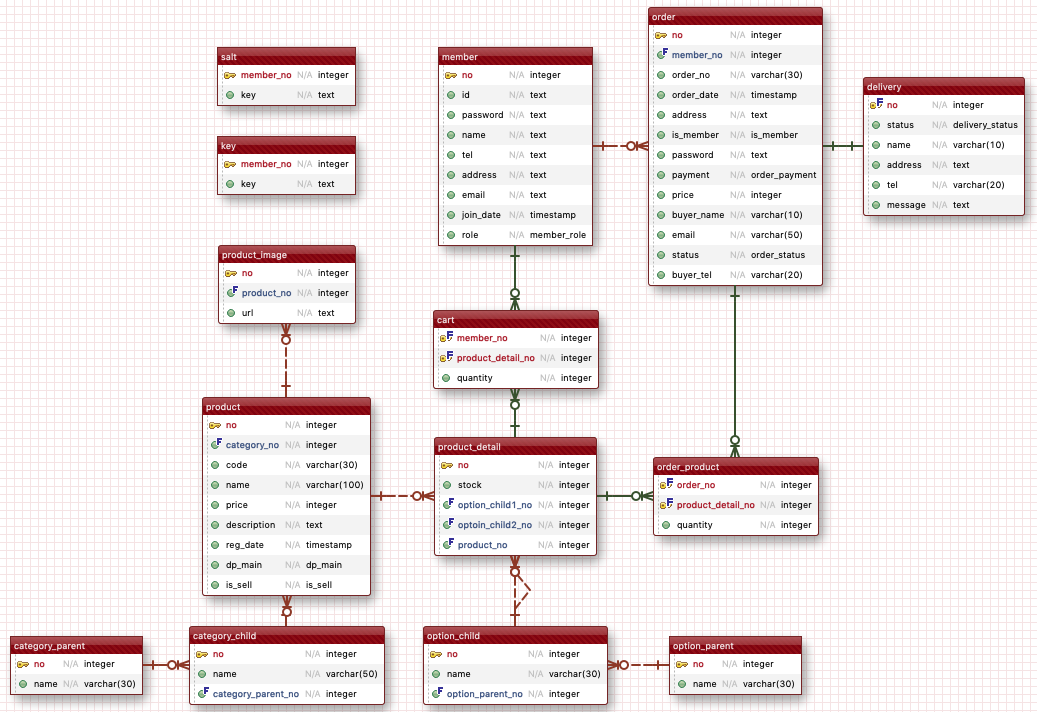 salt
member_no N/A integer
key N/A text
key
member_no N/A integer
key N/A text
member
no N/A integer
id N/A text
password N/A text
name N/A text
tel N/A text
address N/A text
email N/A text
join_date N/A timestamp
role N/A member_role
order
no N/A integer
member_no N/A integer
order_no N/A varchar(30)
order_date N/A timestamp
address N/A text
is_member N/A is_member
password N/A text
payment N/A order_payment
price N/A integer
buyer_name N/A varchar(10)
email N/A varchar(50)
status N/A order_status
buyer_tel N/A varchar(20)
delivery
no N/A integer
status N/A delivery_status
name N/A varchar(10)
address N/A text
tel N/A varchar(20)
message N/A text
product_image
no N/A integer
product_no N/A integer
url N/A text
cart
member_no N/A integer
product_detail_no N/A integer
quantity N/A integer
product
no N/A integer
category_no N/A integer
code N/A varchar(30)
name N/A varchar(100)
price N/A integer
description N/A text
reg_date N/A timestamp
dp_main N/A dp_main
is_sell N/A is_sell
product_detail
no N/A integer
stock N/A integer
option_child1_no N/A integer
optoin_child2_no N/A integer
product_no N/A integer
order_product
order_no N/A integer
product_detail_no N/A integer
quantity N/A integer
category_parent
no N/A integer
name N/A varchar(30)
category_child
no N/A integer
name N/A varchar(50)
category_parent_no N/A integer
option_child
no N/A integer
name N/A varchar(30)
option_parent_no N/A integer
option_parent
no N/A integer
name N/A varchar(30)